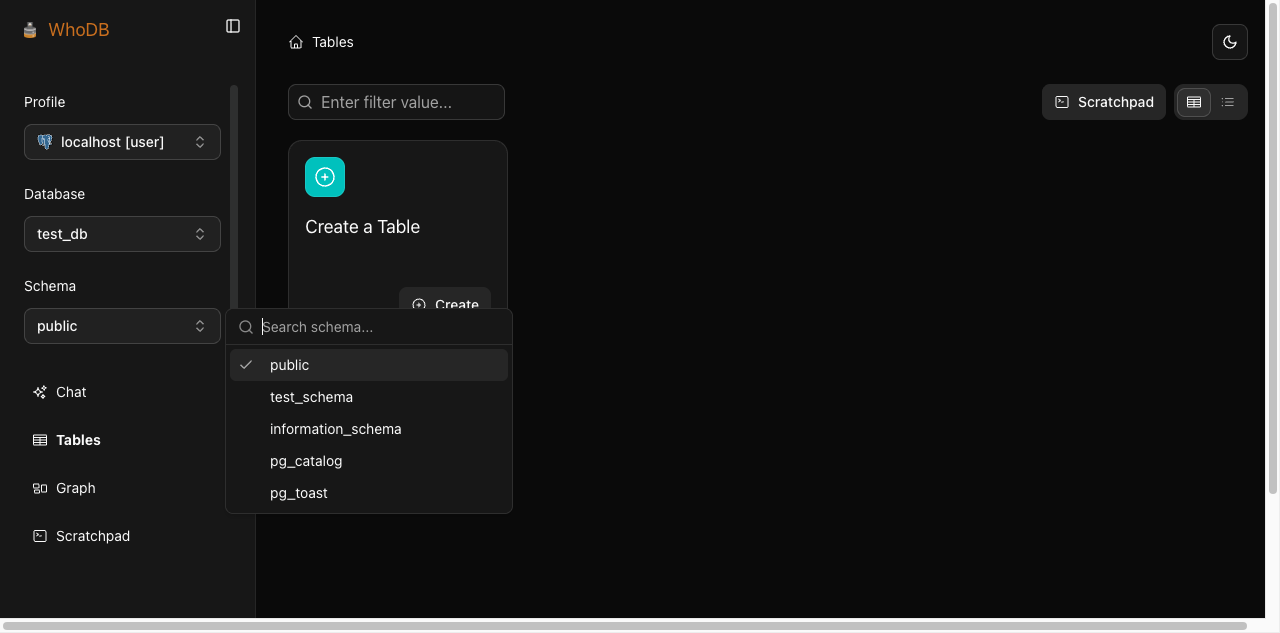 WhoDB
Tables
Profile
Enter filter value...
Scratchpad
localhost [user]
Database
test_db
Create a Table
Schema
Create
public
Search schema...
public
test_schema
information_schema
pg_catalog
pg_toast
Chat
Tables
Graph
Scratchpad